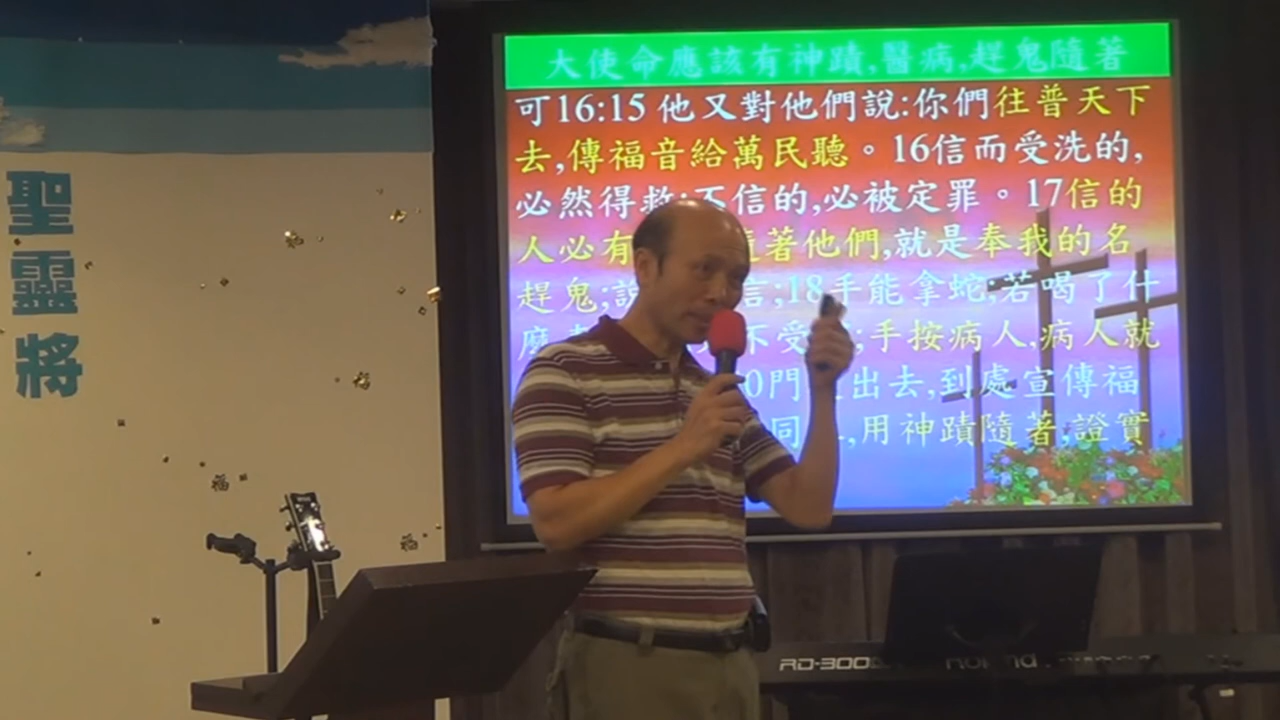 大使命應該有神蹟,醫病,趕鬼隨著
可16:15 他又對他們說:你們往普天下
去,傳福音給萬民聽。16信而受洗的,
必然得救;不信的,必被定罪。17信的
人必有 隨著他們,就是奉我的名
趕鬼;說 言;18手能拿蛇;若喝了什
麼 不受 ;手按病人,病人就
0門 出去,到處宣傳福
同 ,用神蹟隨著,證實
聖靈將
福
福
RD-300
Roland